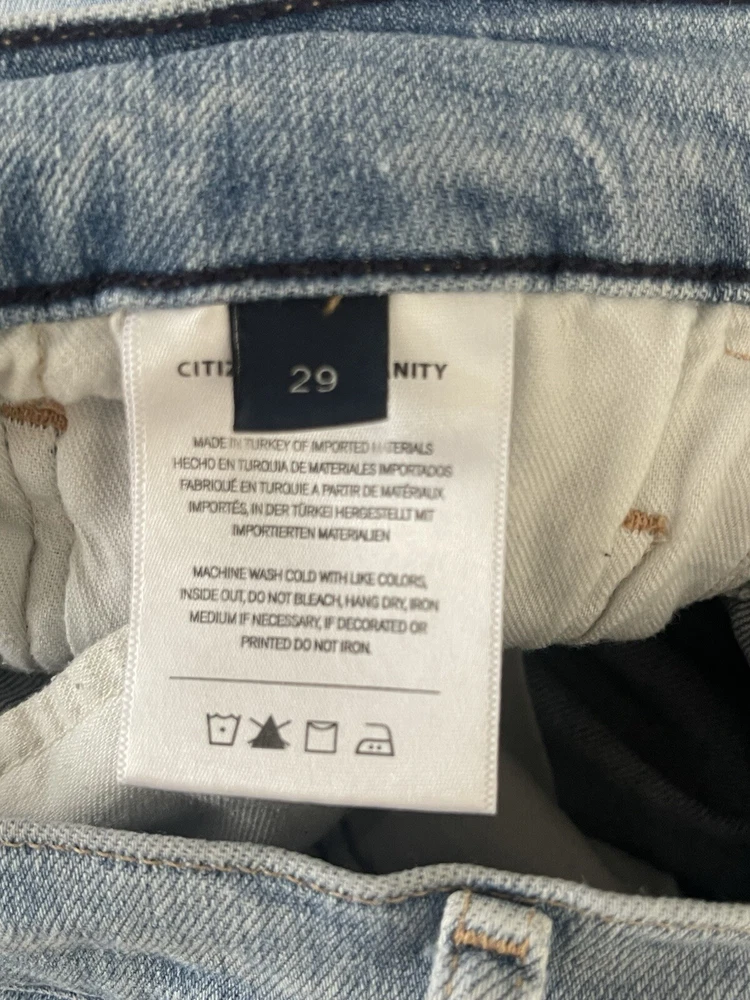 CITIZ
29
NITY
MADE IN TURKEY OF IMPORTED MATERIALS
HECHO EN TURQUIA DE MATERIALES IMPORTADOS
FABRIQUÉ EN TURQUIE A PARTIR DE MATÉRIAUX
IMPORTÉS, IN DER TÜRKEI HERGESTELLT MIT
IMPORTIERTEN MATERIALIEN
MACHINE WASH COLD WITH LIKE COLORS,
INSIDE OUT, DO NOT BLEACH, HANG DRY, IRON
MEDIUM IF NECESSARY, IF DECORATED OR
PRINTED DO NOT IRON.